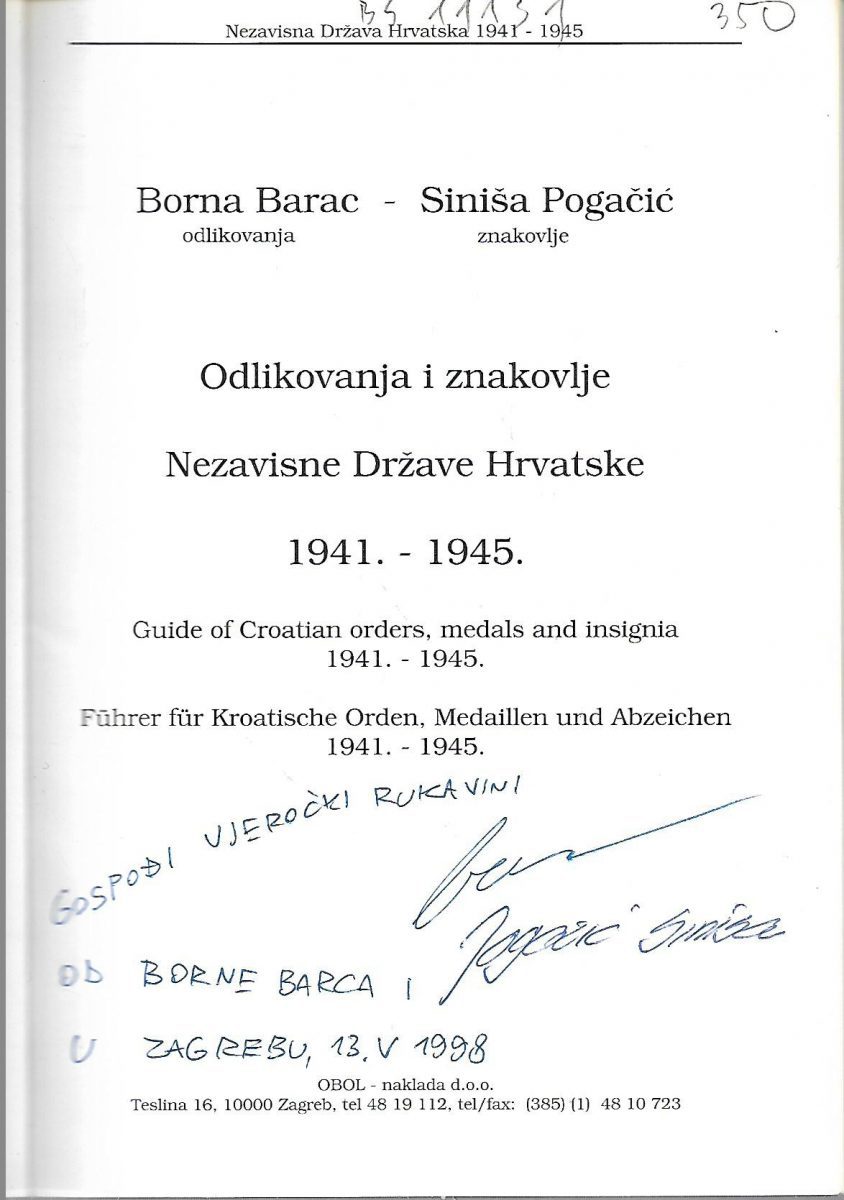 BS 11131
350
Nezavisna Država Hrvatska 1941 - 1945
Borna Barac - Siniša Pogačić
odlikovanja znakovlje
Odlikovanja i znakovlje
Nezavisne Države Hrvatske
1941. - 1945.
Guide of Croatian orders, medals and insignia
1941. - 1945.
Führer für Kroatische Orden, Medaillen und Abzeichen
1941. - 1945.
GOSPOĐI VJEROČKI RUKAVINI
OD BORNE BARCA I Pogačić Siniše
U ZAGREBU, 13. V 1998
OBOL - naklada d.o.o.
Teslina 16, 10000 Zagreb, tel 48 19 112, tel/fax: (385) (1) 48 10 723